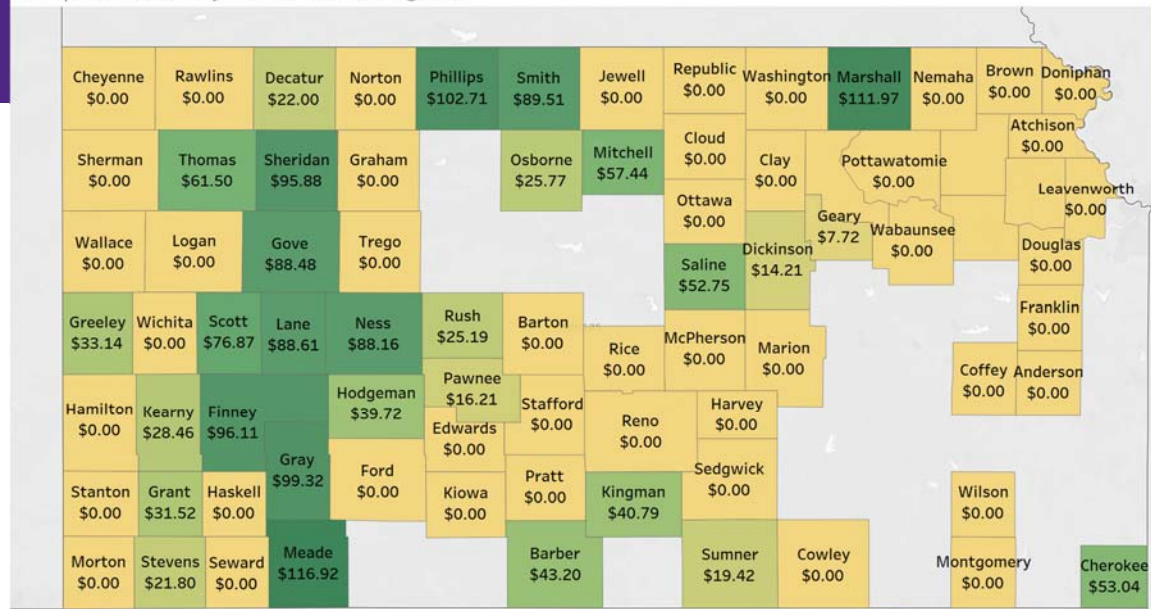 Cheyenne
$0.00
Rawlins
$0.00
Decatur
$22.00
Norton
$0.00
Phillips
$102.71
Smith
$89.51
Jewell
$0.00
Republic
$0.00
Washington
$0.00
Marshall
$111.97
Nemaha
$0.00
Brown
$0.00
Doniphan
$0.00
Sherman
$0.00
Thomas
$61.50
Sheridan
$95.88
Graham
$0.00
Osborne
$25.77
Mitchell
$57.44
Cloud
$0.00
Clay
$0.00
Pottawatomie
$0.00
Atchison
$0.00
Leavenworth
$0.00
Ottawa
$0.00
Wallace
$0.00
Logan
$0.00
Gove
$88.48
Trego
$0.00
Saline
$52.75
Dickinson
$14.21
Geary
$7.72
Wabaunsee
$0.00
Douglas
$0.00
Greeley
$33.14
Wichita
$0.00
Scott
$76.87
Lane
$88.61
Ness
$88.16
Rush
$25.19
Barton
$0.00
Rice
$0.00
McPherson
$0.00
Marion
$0.00
Franklin
$0.00
Coffey
$0.00
Anderson
$0.00
Hamilton
$0.00
Kearny
$28.46
Finney
$96.11
Hodgeman
$39.72
Pawnee
$16.21
Edwards
$0.00
Stafford
$0.00
Reno
$0.00
Harvey
$0.00
Stanton
$0.00
Grant
$31.52
Haskell
$0.00
Gray
$99.32
Ford
$0.00
Kiowa
$0.00
Pratt
$0.00
Kingman
$40.79
Sedgwick
$0.00
Wilson
$0.00
Morton
$0.00
Stevens
$21.80
Seward
$0.00
Meade
$116.92
Barber
$43.20
Sumner
$19.42
Cowley
$0.00
Montgomery
$0.00
Cherokee
$53.04